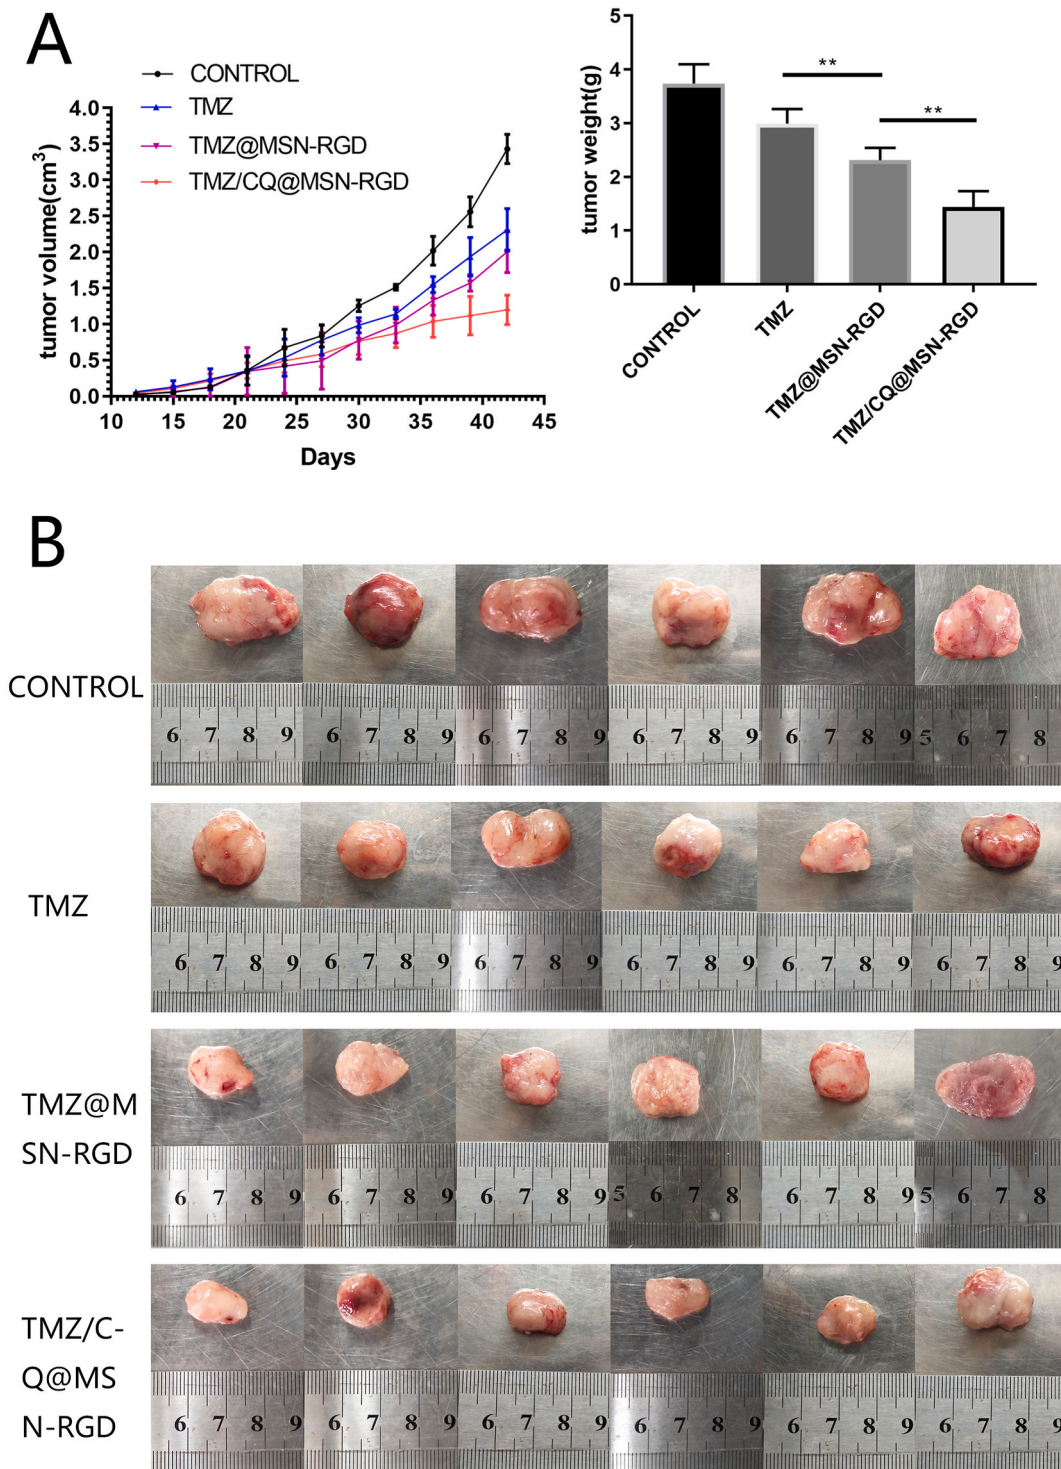 A
CONTROL
TMZ
TMZ@MSN-RGD
TMZ/CQ@MSN-RGD
tumor volume(cm3)
4.0
3.5
3.0
2.5
2.0
1.5
1.0
0.5
0.0
10 15 20 25 30 35 40 45
Days
tumor weight(g)
5
4
3
2
1
0
** **
CONTROL
TMZ
TMZ@MSN-RGD
TMZ/CQ@MSN-RGD
B
CONTROL
6 7 8 9 6 7 8 9 6 7 8 9 6 7 8 9 6 7 8 9 5 6 7 8
TMZ
6 7 8 9 6 7 8 9 6 7 8 9 6 7 8 9 6 7 8 9 6 7 8 9
TMZ@M
SN-RGD
6 7 8 9 6 7 8 9 6 7 8 9 5 6 7 8 6 7 8 9 5 6 7 8
TMZ/C-
Q@MS
N-RGD
6 7 8 9 6 7 8 9 6 7 8 9 6 7 8 9 6 7 8 9 6 7 8 9